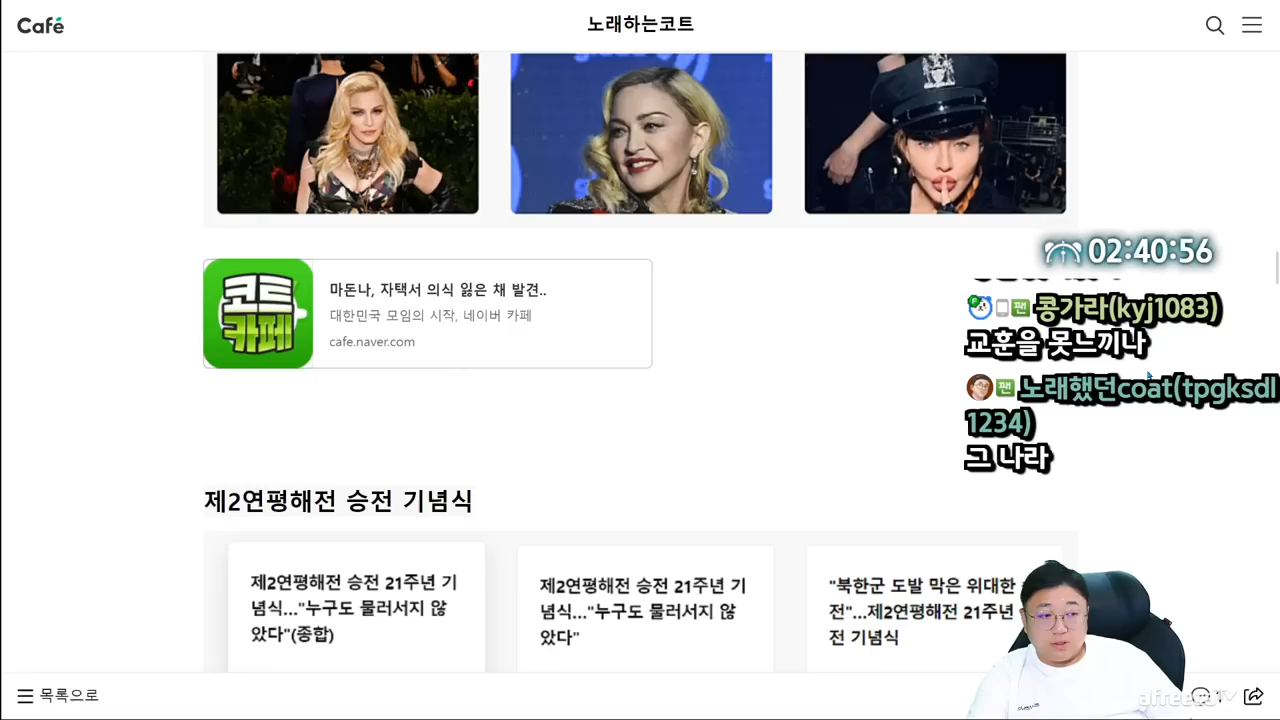 Café
노래하는코트
02:40:56
콩가라(kyj1083)
교훈을 못느끼나
노래했던coat(tpgksdl
1234)
그 나라
코트
카페
마돈나, 자택서 의식 잃은 채 발견..
대한민국 모임의 시작, 네이버 카페
cafe.naver.com
제2연평해전 승전 기념식
제2연평해전 승전 21주년 기
념식..."누구도 물러서지 않
았다"(종합)
제2연평해전 승전 21주년 기
념식..."누구도 물러서지 않
았다"
"북한군 도발 막은 위대한
전"...제2연평해전 21주년
전 기념식
목록으로
afreecaTV